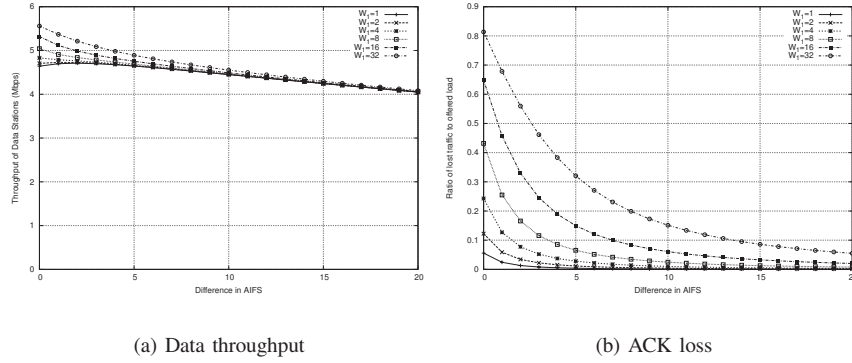 6
5
4
3
2
1
0
0
5
10
15
20
Throughput of Data Stations (Mbps)
Difference in AIFS
W1=1
W1=2
W1=4
W1=8
W1=16
W1=32
(a) Data throughput
0.9
0.8
0.7
0.6
0.5
0.4
0.3
0.2
0.1
0
0
5
10
15
Ratio of lost traffic to offered load
Difference in AIFS
W1=1
W1=2
W1=4
W1=8
W1=16
W1=32
(b) ACK loss